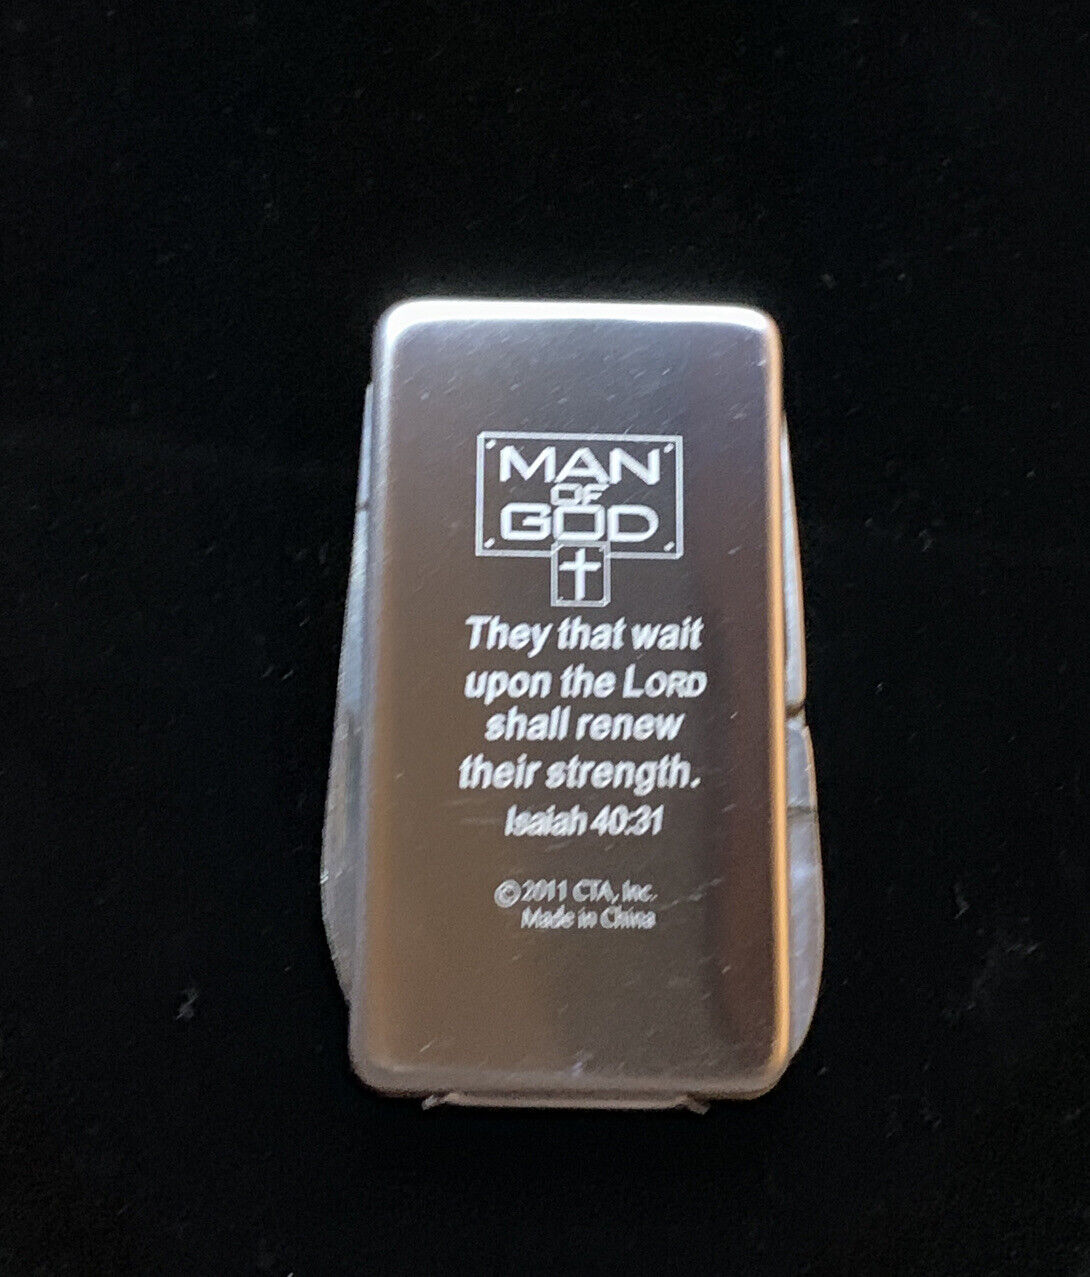 MAN
OF
GOD
They that wait
upon the LORD
shall renew
their strength.
Isaiah 40:31
©2011 CTA, Inc.
Made in China